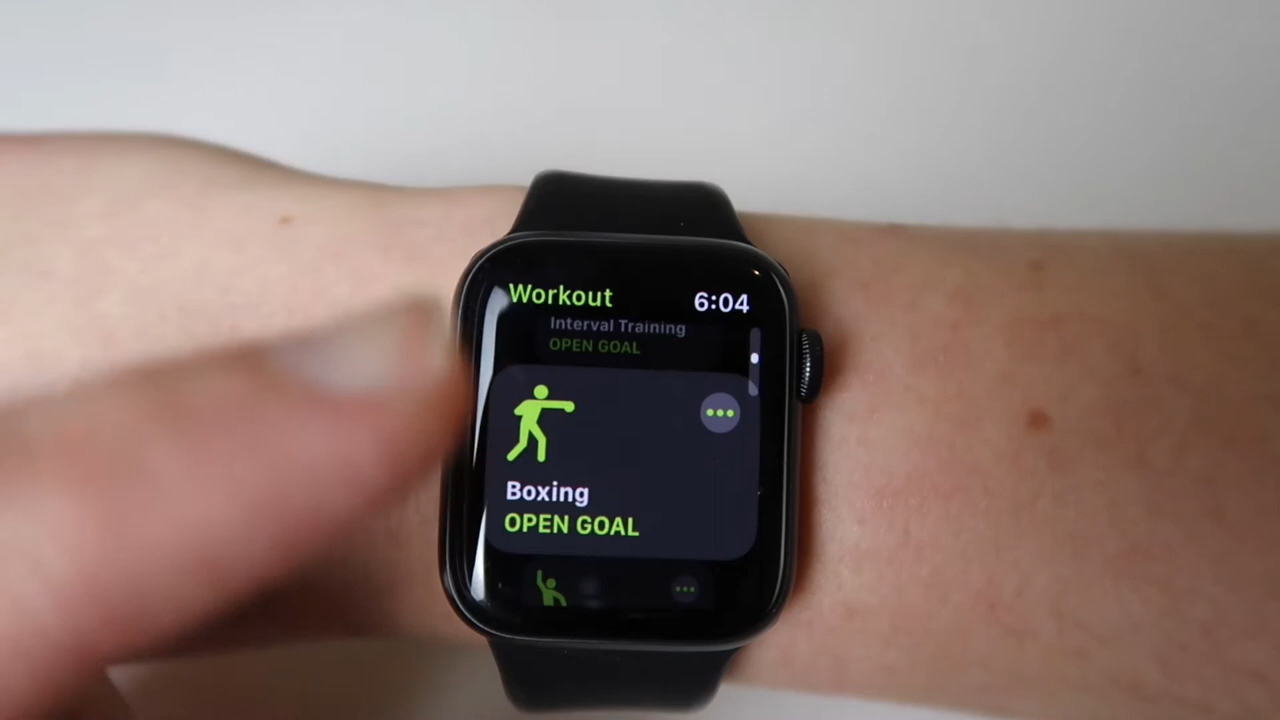 Workout
6:04
Interval Training
OPEN GOAL
Boxing
OPEN GOAL